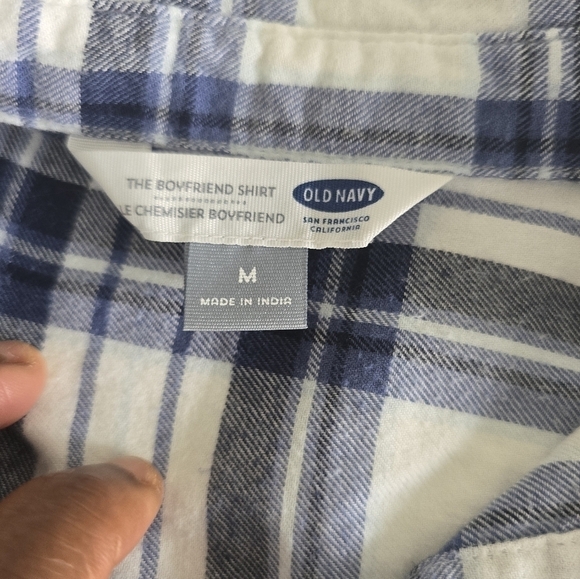 THE BOYFRIEND SHIRT
LE CHEMISIER BOYFRIEND
OLD NAVY
SAN FRANCISCO
CALIFORNIA
M
MADE IN INDIA